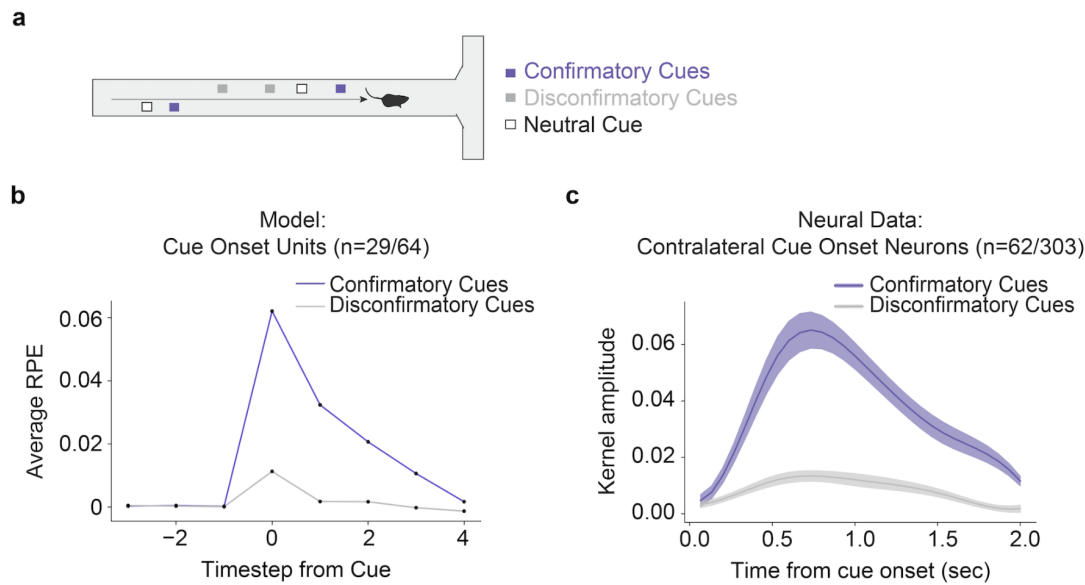 a
Confirmatory Cues
Disconfirmatory Cues
Neutral Cue
b
Model:
Cue Onset Units (n=29/64)
Confirmatory Cues
Disconfirmatory Cues
0.06
0.04
0.02
0
Average RPE
−2
0
2
4
Timestep from Cue
c
Neural Data:
Contralateral Cue Onset Neurons (n=62/303)
Confirmatory Cues
Disconfirmatory Cues
0.06
0.04
0.02
0.00
Kernel amplitude
0.0
0.5
1.0
1.5
2.0
Time from cue onset (sec)